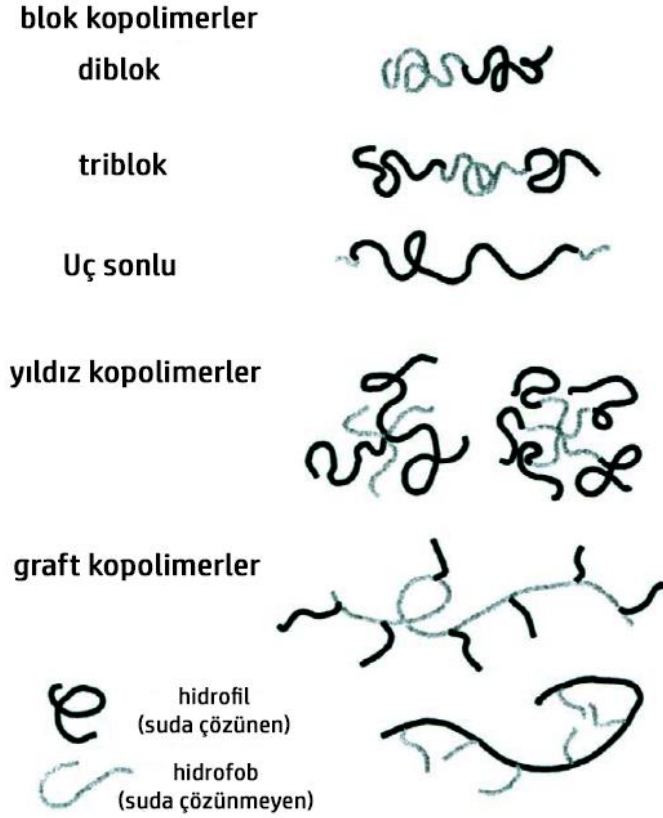 blok kopolimerler
diblok
triblok
Uç sonlu
yıldız kopolimerler
graft kopolimerler
hidrofil
(suda çözünen)
hidrofob
(suda çözünmeyen)